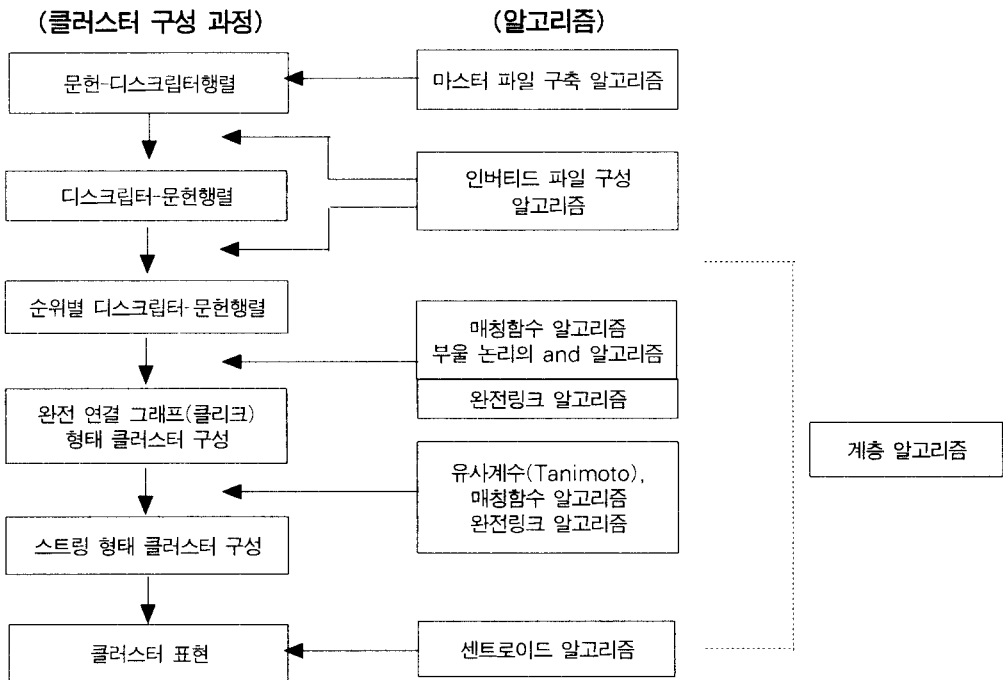 (클러스터 구성 과정)
(알고리즘)
문헌-디스크립터행렬
마스터 파일 구축 알고리즘
디스크립터-문헌행렬
인버티드 파일 구성
알고리즘
순위별 디스크립터-문헌행렬
매칭함수 알고리즘
부울 논리의 and 알고리즘
완전링크 알고리즘
완전 연결 그래프(클리크)
형태 클러스터 구성
유사계수(Tanimoto),
매칭함수 알고리즘
완전링크 알고리즘
계층 알고리즘
스트링 형태 클러스터 구성
클러스터 표현
센트로이드 알고리즘